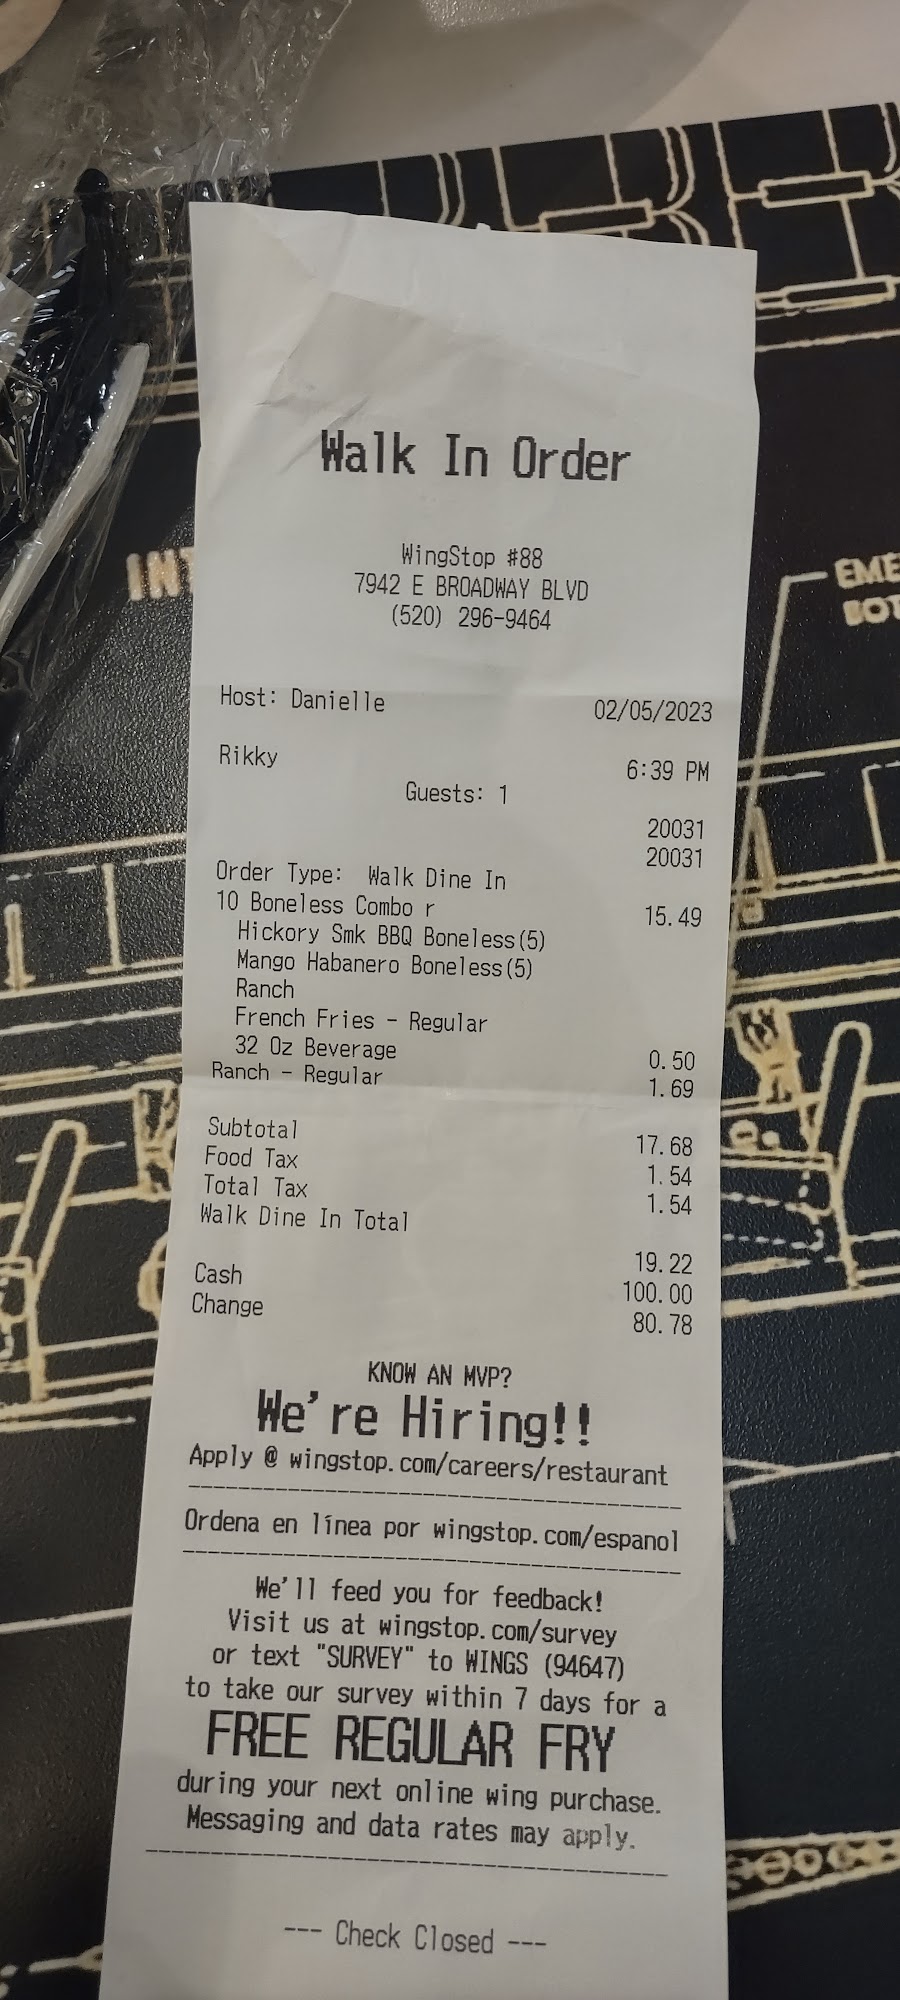 Walk In Order
WingStop #88
7942 E BROADWAY BLVD
(520) 296-9464
Host: Danielle 02/05/2023
Rikky 6:39 PM
Guests: 1
20031
20031
Order Type: Walk Dine In
10 Boneless Combo r 15.49
Hickory Smk BBQ Boneless(5)
Mango Habanero Boneless(5)
Ranch
French Fries - Regular
32 Oz Beverage 0.50
Ranch - Regular 1.69
Subtotal 17.68
Food Tax 1.54
Total Tax 1.54
Walk Dine In Total
19.22
Cash 100.00
Change 80.78
KNOW AN MVP?
We're Hiring!!
Apply @ wingstop.com/careers/restaurant
Ordena en línea por wingstop.com/espanol
We'll feed you for feedback!
Visit us at wingstop.com/survey
or text "SURVEY" to WINGS (94647)
to take our survey within 7 days for a
FREE REGULAR FRY
during your next online wing purchase.
Messaging and data rates may apply.
--- Check Closed ---
INT
EME
BOT